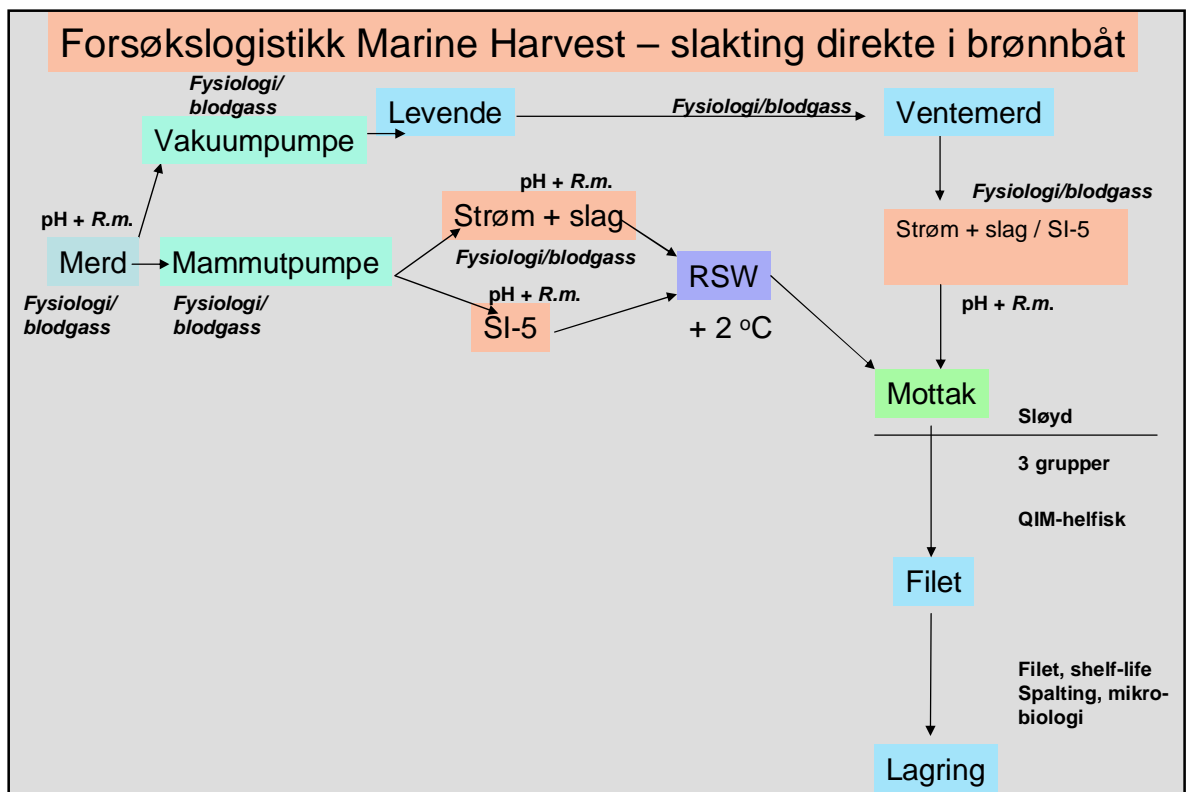 Forsøkslogistikk Marine Harvest – slakting direkte i brønnbåt
Fysiologi/
blodgass
Levende
Fysiologi/blodgass
Ventemerd
Vakuumpumpe
pH + R.m.
pH + R.m.
Strøm + slag
Fysiologi/blodgass
Strøm + slag / SI-5
Merd
Mammutpumpe
Fysiologi/blodgass
RSW
Fysiologi/
blodgass
Fysiologi/
blodgass
pH + R.m.
SI-5
+ 2 ºC
pH + R.m.
Mottak
Sløyd
3 grupper
QIM-helfisk
Filet
Filet, shelf-life
Spalting, mikro-
biologi
Lagring